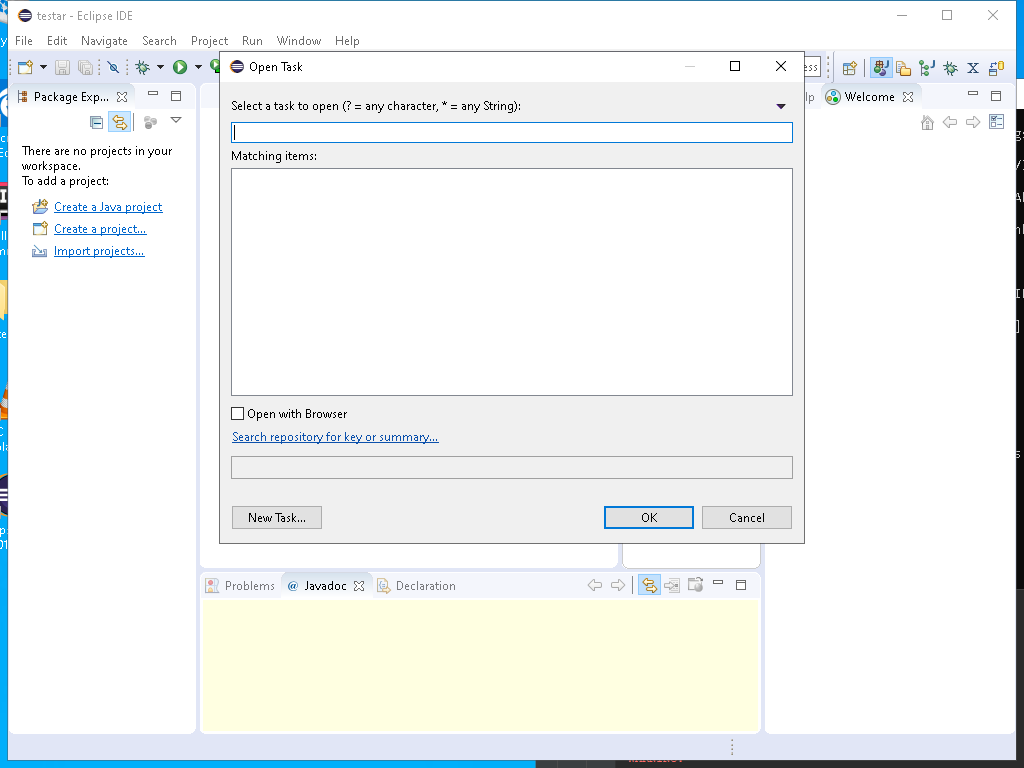 testar - Eclipse IDE
File Edit Navigate Search Project Run Window Help
Open Task
ess
Package Exp...
lp
Welcome
Select a task to open (? = any character, * = any String):
Matching items:
There are no projects in your
workspace.
To add a project:
Create a Java project
Create a project...
Import projects...
Open with Browser
Search repository for key or summary...
New Task...
OK
Cancel
Problems
@ Javadoc
Declaration